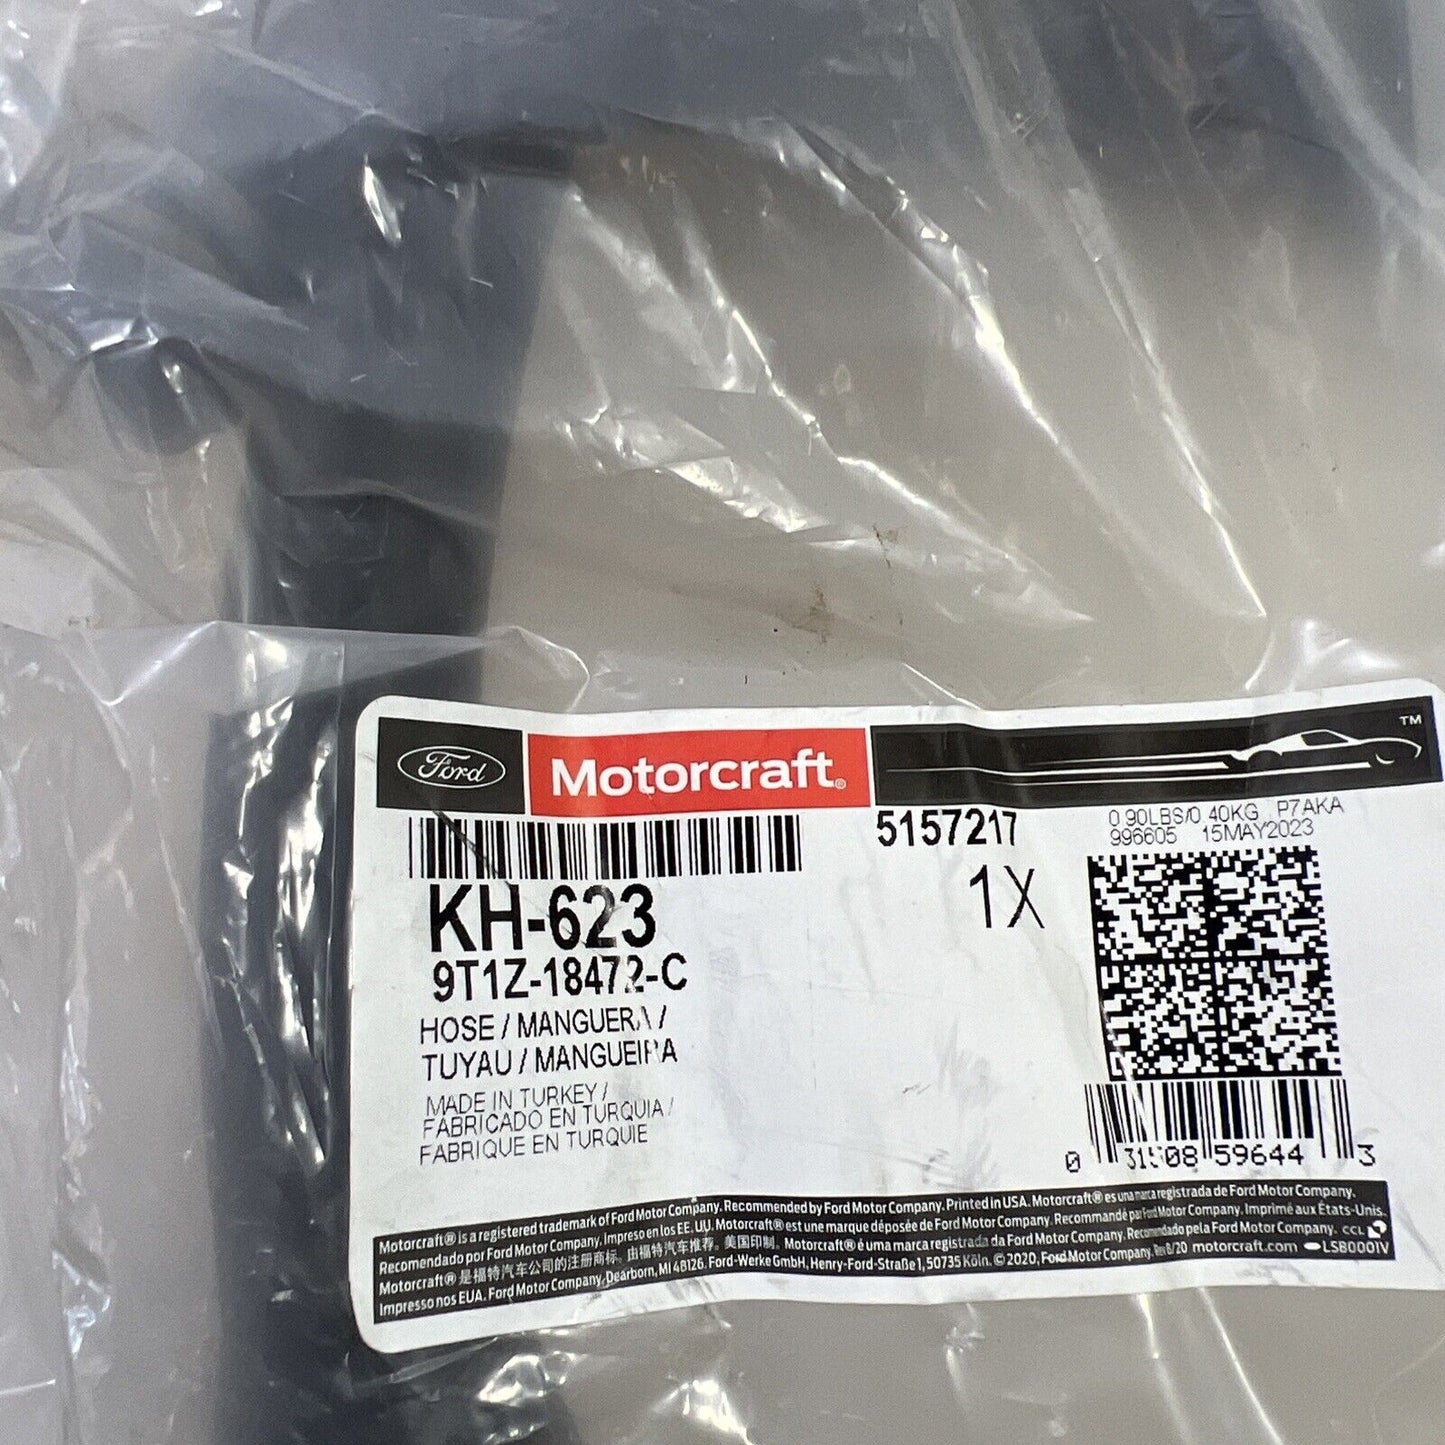 Ford
Motorcraft®
TM
5157217
1X
0.90LBS/0.40KG P7AKA
996605 15MAY2023
KH-623
9T1Z-18472-C
HOSE / MANGUERA /
TUYAU / MANGUEIRA
MADE IN TURKEY /
FABRICADO EN TURQUIA /
FABRIQUE EN TURQUIE
0 31508 59644 3
Motorcraft® is a registered trademark of Ford Motor Company. Recommended by Ford Motor Company. Printed in USA. Motorcraft® es una marca registrada de Ford Motor Company.
Recomendado por Ford Motor Company. Impreso en los EE.UU. Motorcraft® est une marque déposée de Ford Motor Company. Recommandé par Ford Motor Company. Imprimé aux États-Unis.
Motorcraft® 是福特汽车公司的注册商标。由福特汽车推荐。美国印制。Motorcraft® é uma marca registrada da Ford Motor Company. Recomendado pela Ford Motor Company. CCL
Impresso nos EUA. Ford Motor Company, Dearborn, MI 48126. Ford-Werke GmbH, Henry-Ford-Straße 1, 50735 Köln. © 2020, Ford Motor Company. Rev 8/20 motorcraft.com LSB0001V